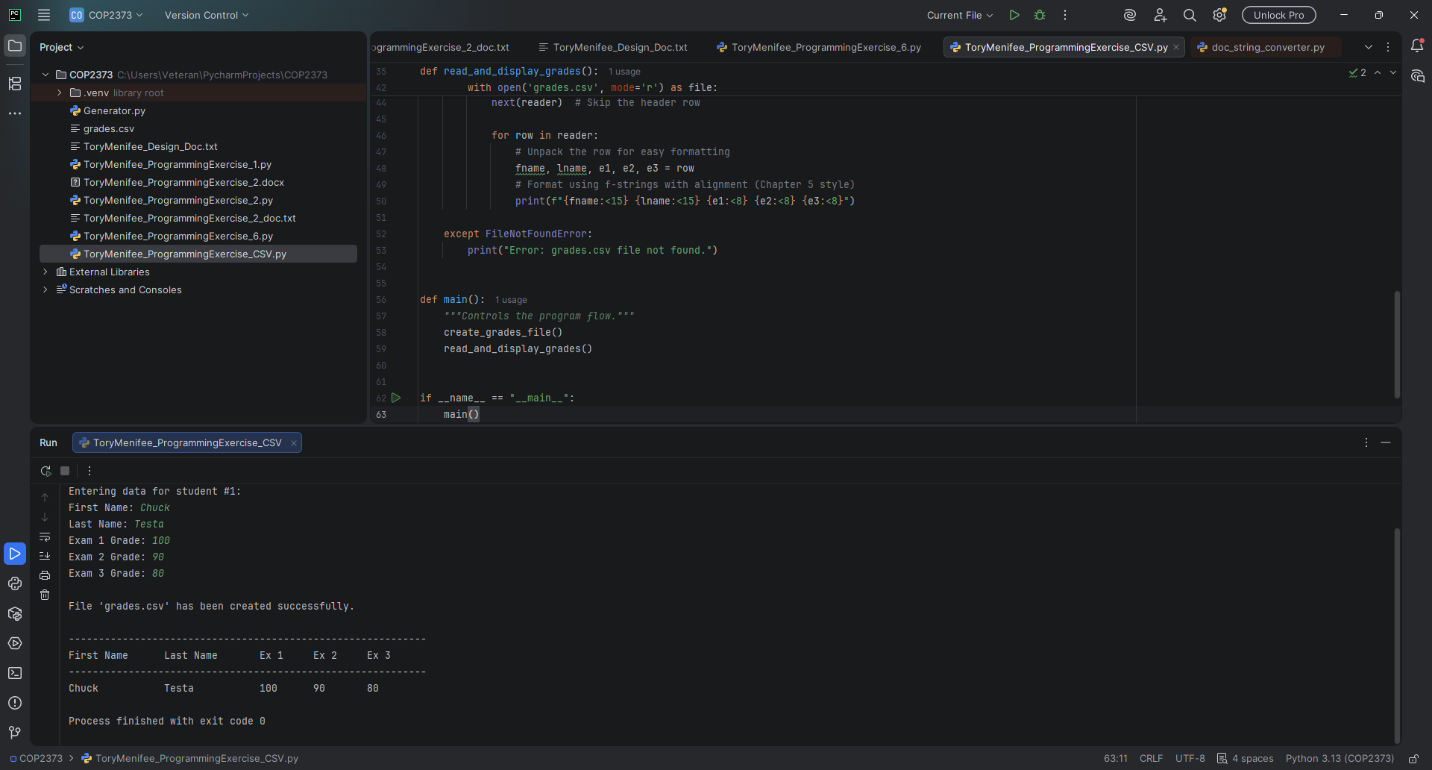 PC CO COP2373 Version Control Current File Unlock Pro
Project
COP2373 C:\Users\Veteran\PycharmProjects\COP2373
.venv library root
Generator.py
grades.csv
ToryMenifee_Design_Doc.txt
ToryMenifee_ProgrammingExercise_1.py
ToryMenifee_ProgrammingExercise_2.docx
ToryMenifee_ProgrammingExercise_2.py
ToryMenifee_ProgrammingExercise_2_doc.txt
ToryMenifee_ProgrammingExercise_6.py
ToryMenifee_ProgrammingExercise_CSV.py
External Libraries
Scratches and Consoles
ogrammingExercise_2_doc.txt ToryMenifee_Design_Doc.txt ToryMenifee_ProgrammingExercise_6.py ToryMenifee_ProgrammingExercise_CSV.py doc_string_converter.py
35 def read_and_display_grades(): 1 usage 2
42 with open('grades.csv', mode='r') as file:
44 next(reader) # Skip the header row
45
46 for row in reader:
47 # Unpack the row for easy formatting
48 fname, lname, e1, e2, e3 = row
49 # Format using f-strings with alignment (Chapter 5 style)
50 print(f"{fname:<15} {lname:<15} {e1:<8} {e2:<8} {e3:<8}")
51
52 except FileNotFoundError:
53 print("Error: grades.csv file not found.")
54
55
56 def main(): 1 usage
57 """Controls the program flow."""
58 create_grades_file()
59 read_and_display_grades()
60
61
62 if __name__ == "__main__":
63 main()
Run ToryMenifee_ProgrammingExercise_CSV
Entering data for student #1:
First Name: Chuck
Last Name: Testa
Exam 1 Grade: 100
Exam 2 Grade: 90
Exam 3 Grade: 80
File 'grades.csv' has been created successfully.
------------------------------------------------------------
First Name Last Name Ex 1 Ex 2 Ex 3
------------------------------------------------------------
Chuck Testa 100 90 80
Process finished with exit code 0
COP2373 ToryMenifee_ProgrammingExercise_CSV.py 63:11 CRLF UTF-8 4 spaces Python 3.13 (COP2373)